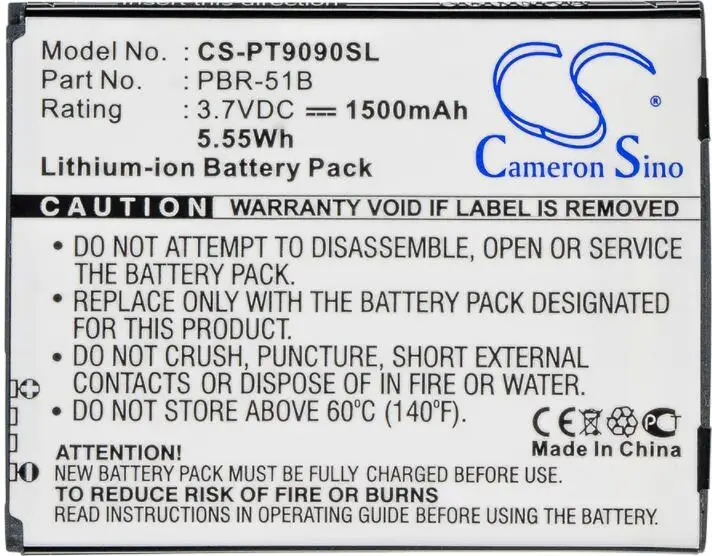 Model No. : CS-PT9090SL
Part No. : PBR-51B
Rating : 3.7VDC ⎓ 1500mAh
5.55Wh
Lithium-ion Battery Pack
CS
®
Cameron Sino
CAUTION WARRANTY VOID IF LABEL IS REMOVED
• DO NOT ATTEMPT TO DISASSEMBLE, OPEN OR SERVICE
THE BATTERY PACK.
• REPLACE ONLY WITH THE BATTERY PACK DESIGNATED
FOR THIS PRODUCT.
• DO NOT CRUSH, PUNCTURE, SHORT EXTERNAL
CONTACTS OR DISPOSE OF IN FIRE OR WATER.
• DO NOT STORE ABOVE 60°C (140°F).
CE PCT
Made In China
+
-
ATTENTION!
NEW BATTERY PACK MUST BE FULLY CHARGED BEFORE USE.
TO REDUCE RISK OF FIRE OR BURNS
READ INSTRUCTIONS OR OPERATING GUIDE BEFORE USING BATTERY.